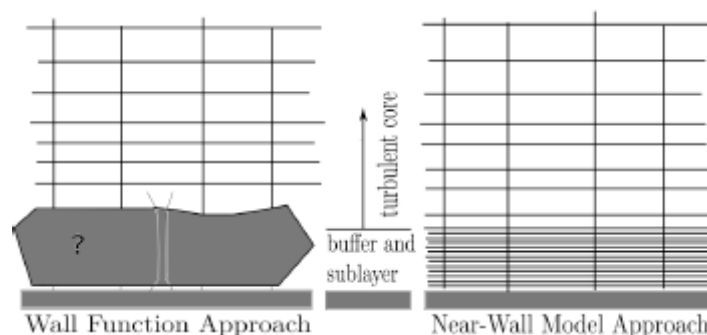 ?
turbulent core
buffer and
sublayer
Wall Function Approach
Near-Wall Model Approach